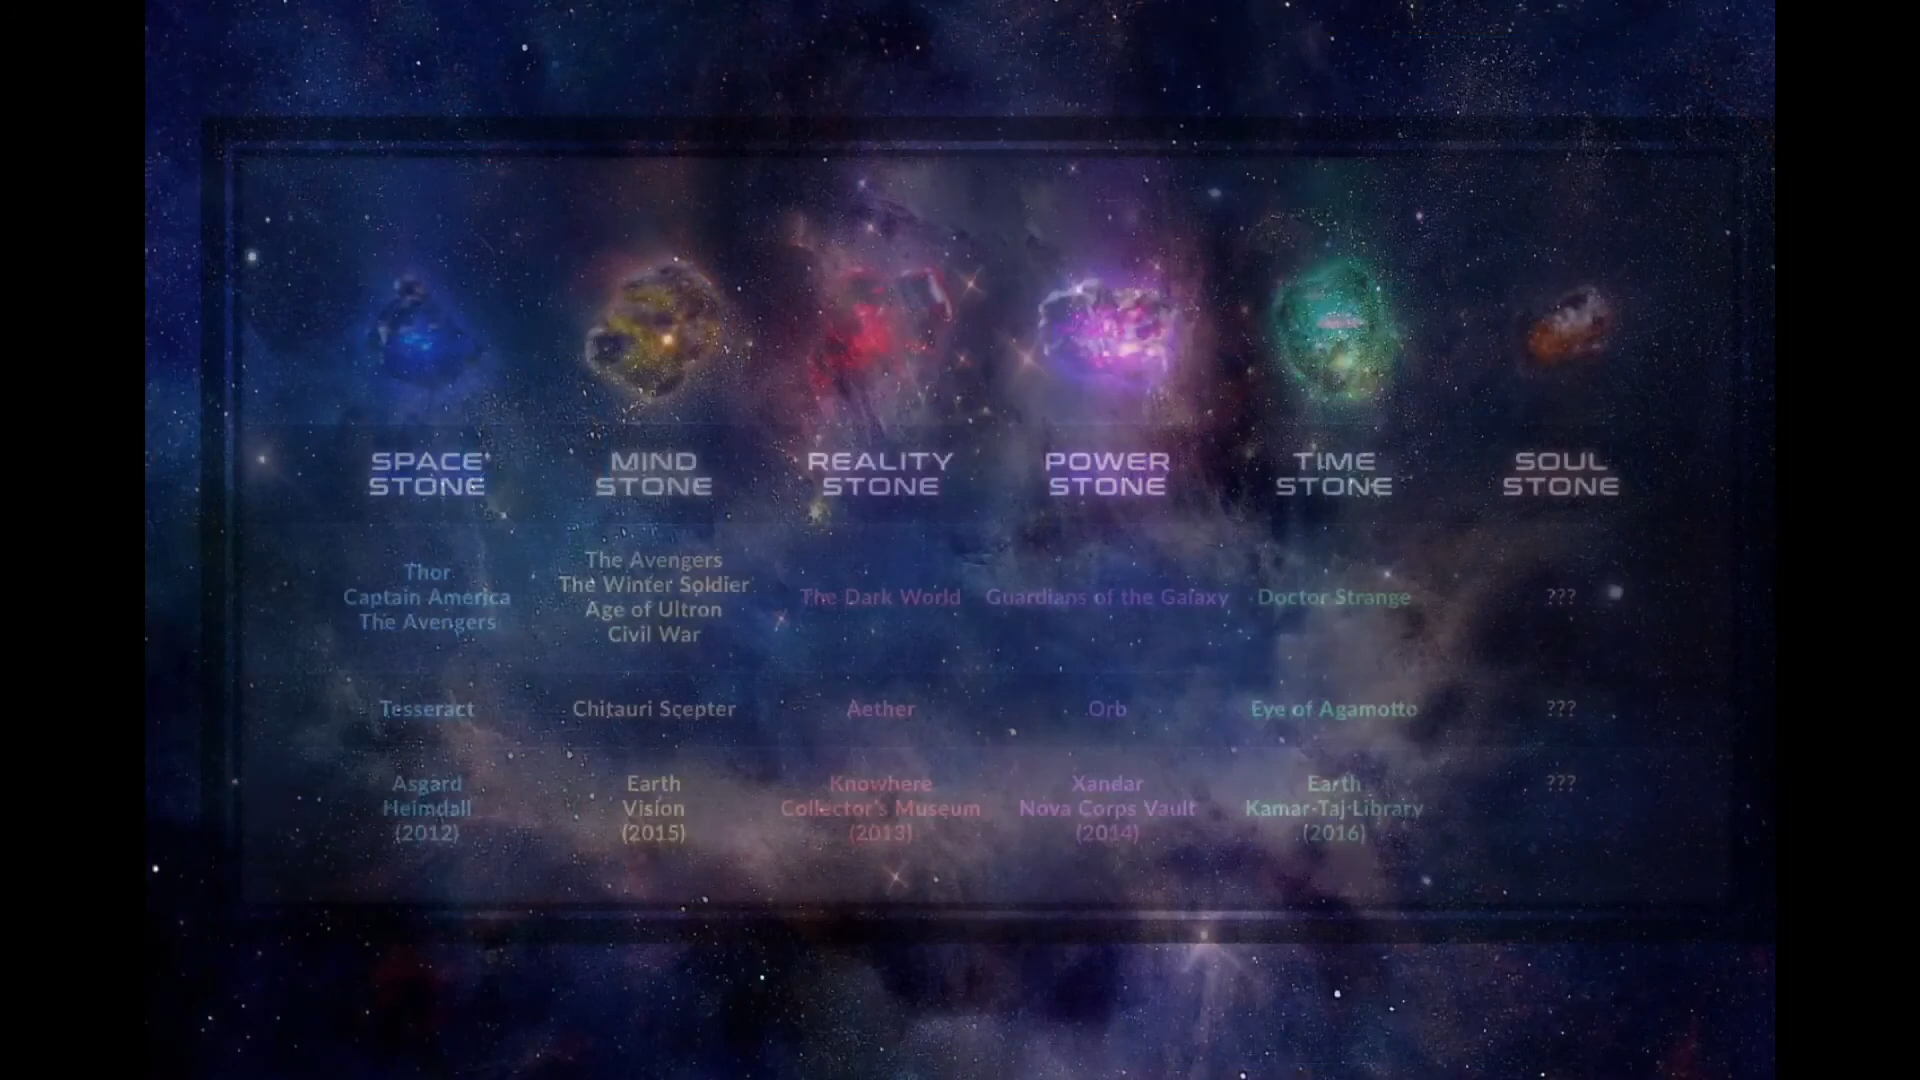 SPACE
STONE
MIND
STONE
REALITY
STONE
POWER
STONE
TIME
STONE
SOUL
STONE
Thor
Captain America
The Avengers
The Avengers
The Winter Soldier
Age of Ultron
Civil War
The Dark World
Guardians of the Galaxy
Doctor Strange
???
Tesseract
Chitauri Scepter
Aether
Orb
Eye of Agamotto
???
Asgard
Heimdall
(2012)
Earth
Vision
(2015)
Knowhere
Collector's Museum
(2013)
Xandar
Nova Corps Vault
(2014)
Earth
Kamar-Taj Library
(2016)
???